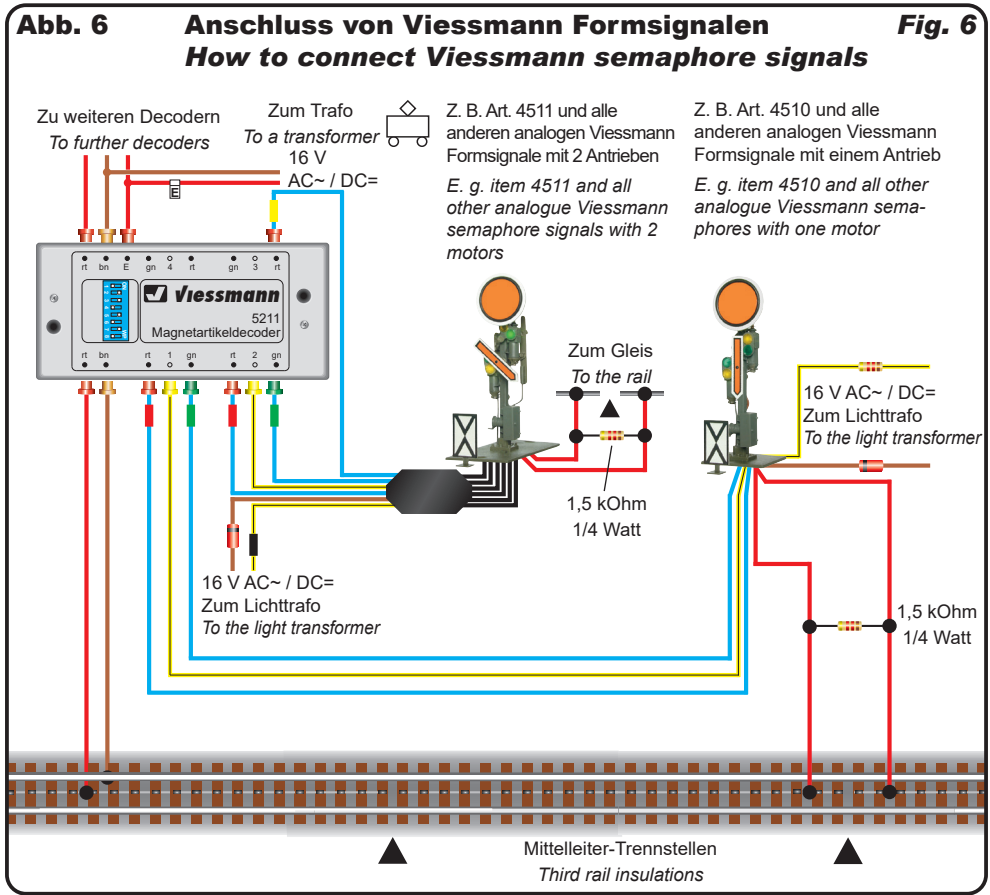 Abb. 6
Anschluss von Viessmann Formsignalen
Fig. 6
How to connect Viessmann semaphore signals
Zu weiteren Decodern
To further decoders
Zum Trafo
To a transformer
16 V
AC~ / DC=
E
Z. B. Art. 4511 und alle
anderen analogen Viessmann
Formsignale mit 2 Antrieben
E. g. item 4511 and all
other analogue Viessmann
semaphore signals with 2
motors
Z. B. Art. 4510 und alle
anderen analogen Viessmann
Formsignale mit einem Antrieb
E. g. item 4510 and all other
analogue Viessmann sema-
phores with one motor
rt bn E gn 4 rt gn 3 rt
Viessmann
5211
Magnetartikeldecoder
rt bn rt 1 gn rt 2 gn
Zum Gleis
To the rail
1,5 kOhm
1/4 Watt
16 V AC~ / DC=
Zum Lichttrafo
To the light transformer
16 V AC~ / DC=
Zum Lichttrafo
To the light transformer
1,5 kOhm
1/4 Watt
Mittelleiter-Trennstellen
Third rail insulations